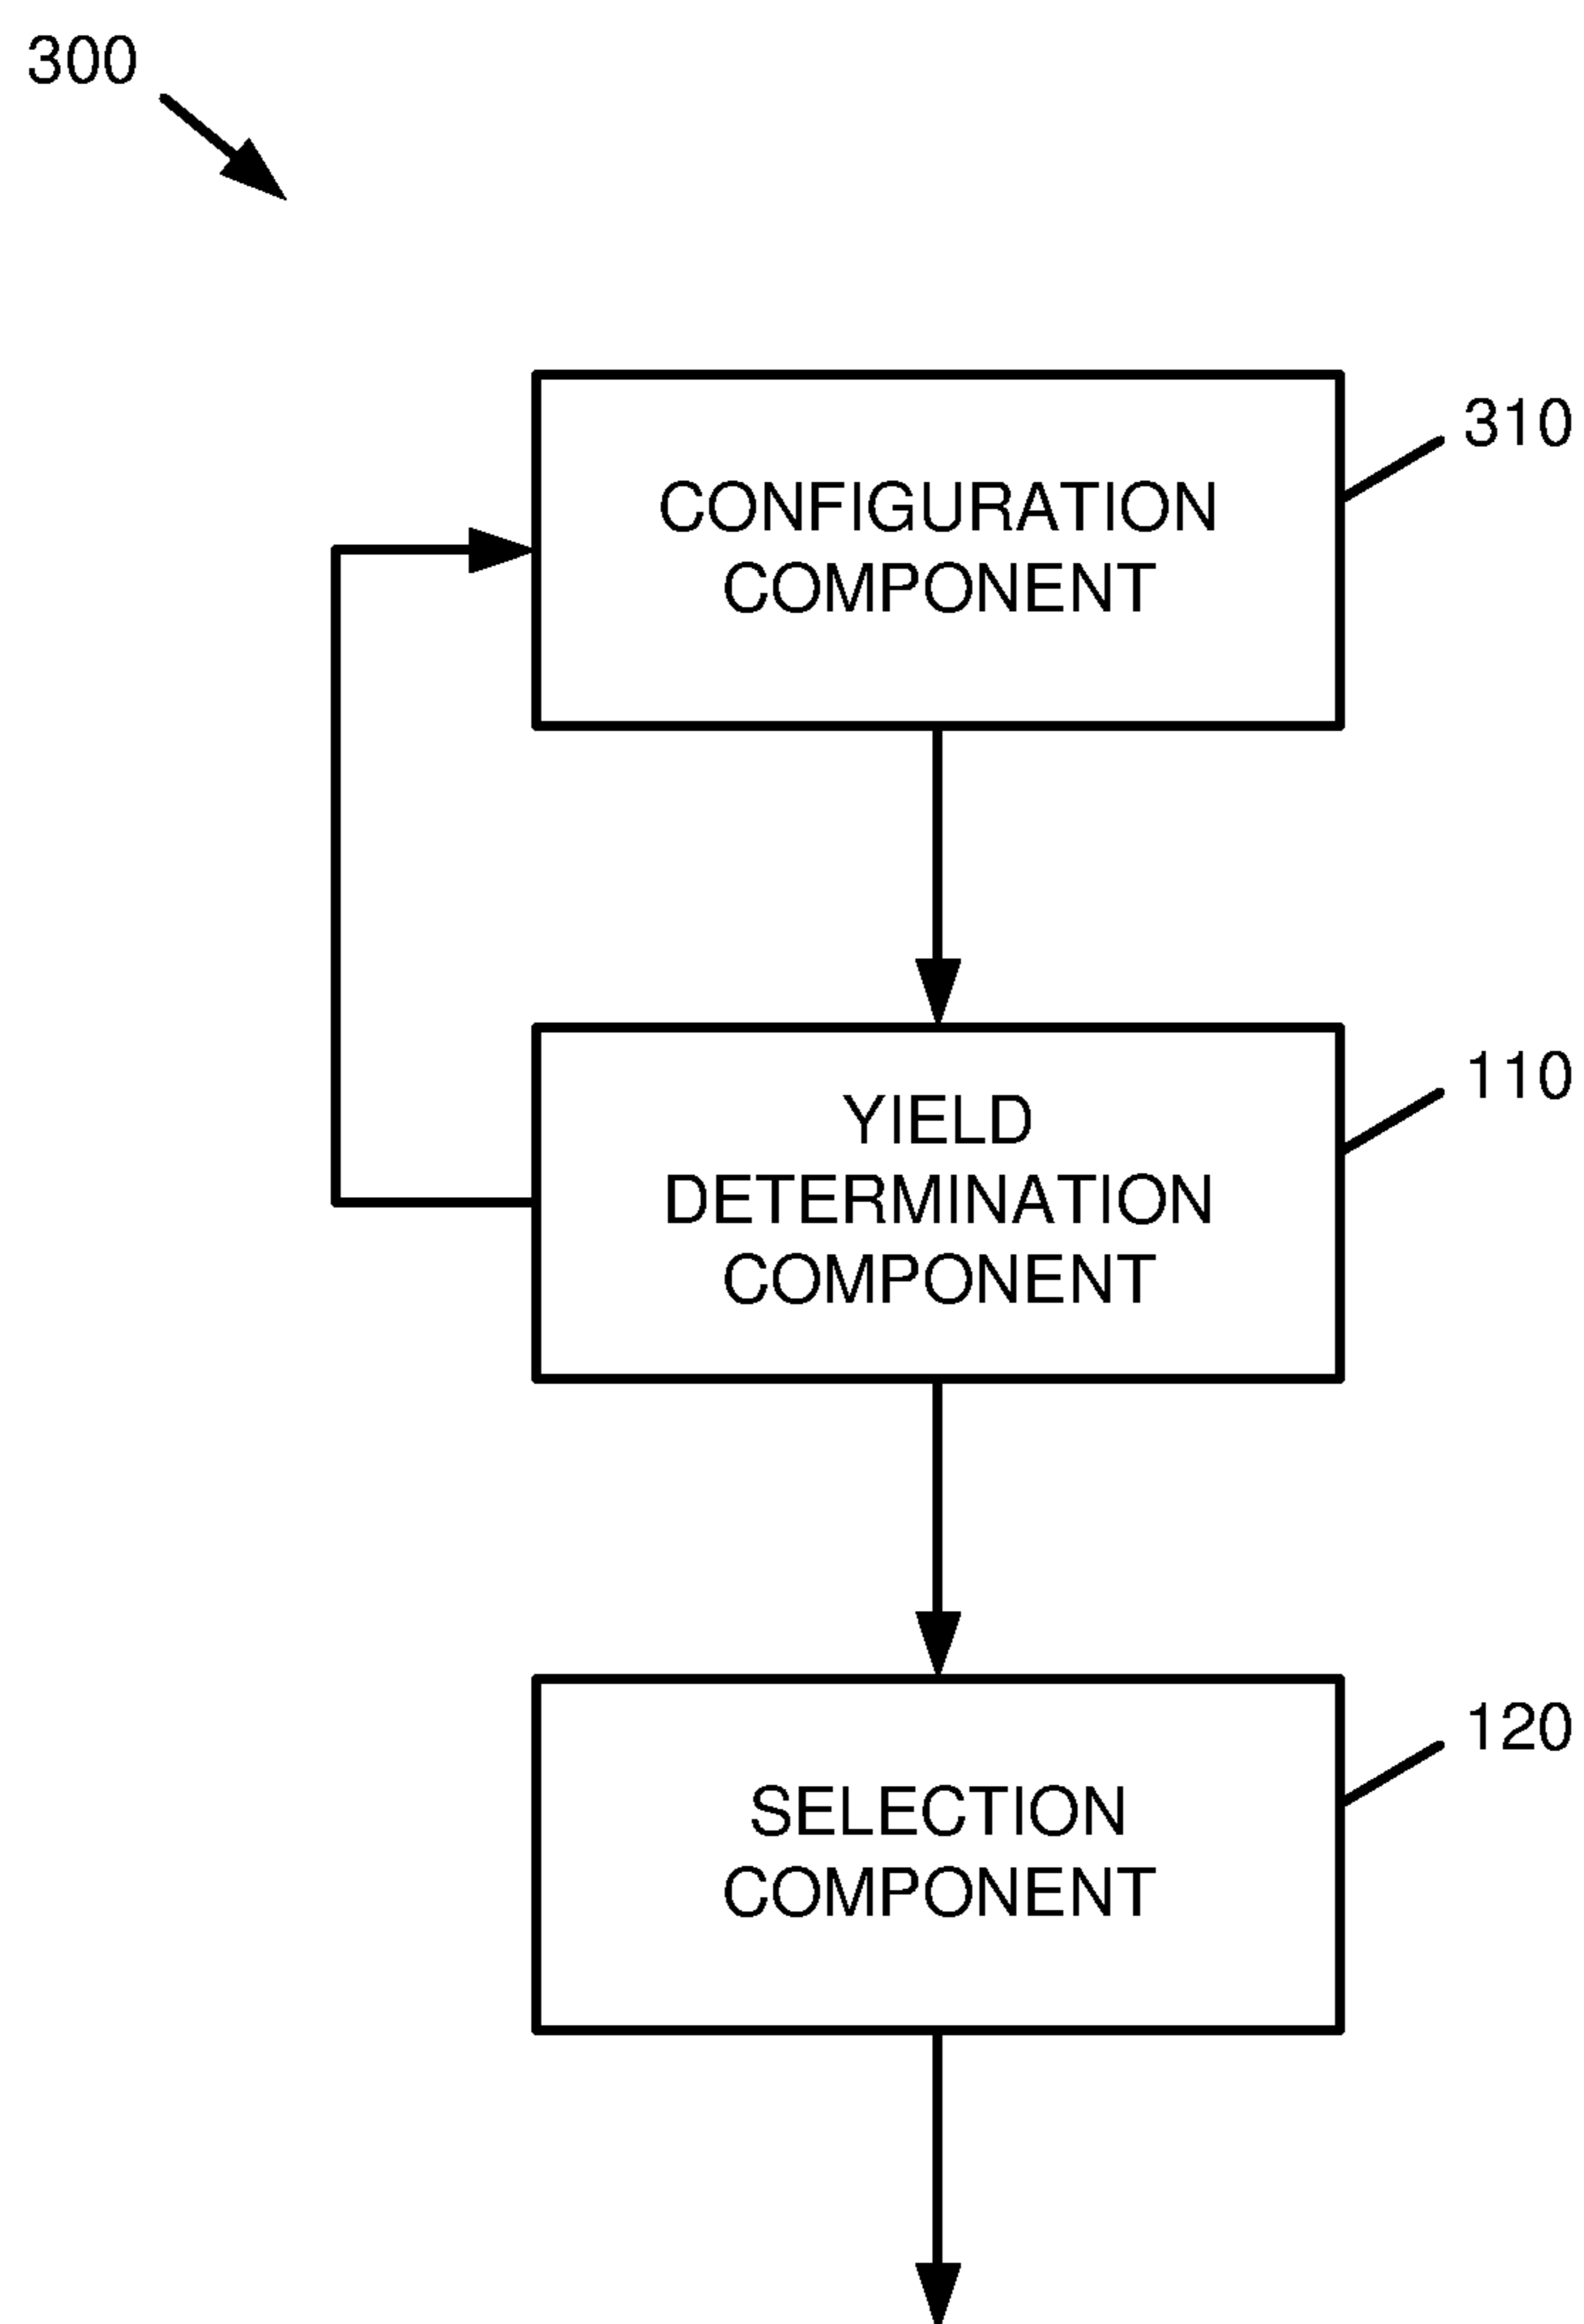 300
310
CONFIGURATION
COMPONENT
110
YIELD
DETERMINATION
COMPONENT
120
SELECTION
COMPONENT